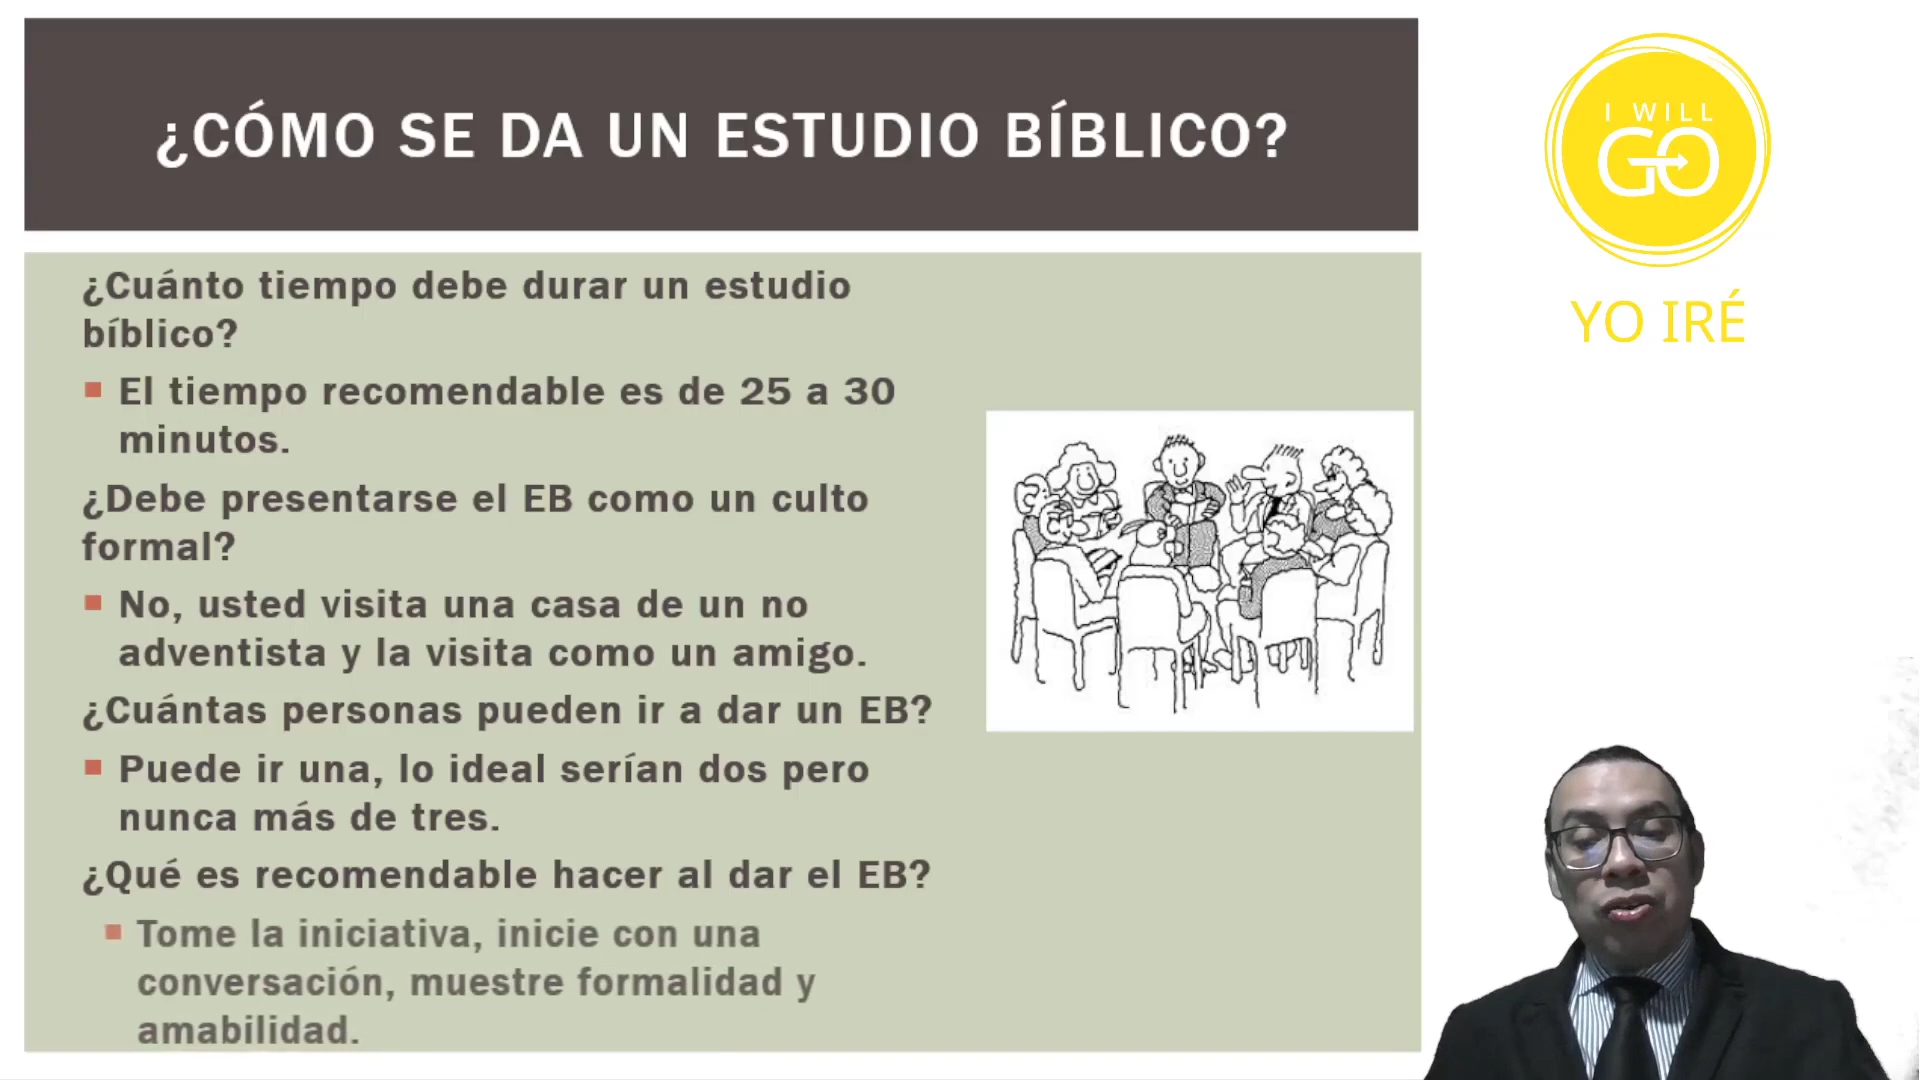 ¿CÓMO SE DA UN ESTUDIO BÍBLICO?
¿Cuánto tiempo debe durar un estudio
bíblico?
El tiempo recomendable es de 25 a 30
minutos.
¿Debe presentarse el EB como un culto
formal?
No, usted visita una casa de un no
adventista y la visita como un amigo.
¿Cuántas personas pueden ir a dar un EB?
Puede ir una, lo ideal serían dos pero
nunca más de tres.
¿Qué es recomendable hacer al dar el EB?
Tome la iniciativa, inicie con una
conversación, muestre formalidad y
amabilidad.
I WILL
GO
YO IRÉ